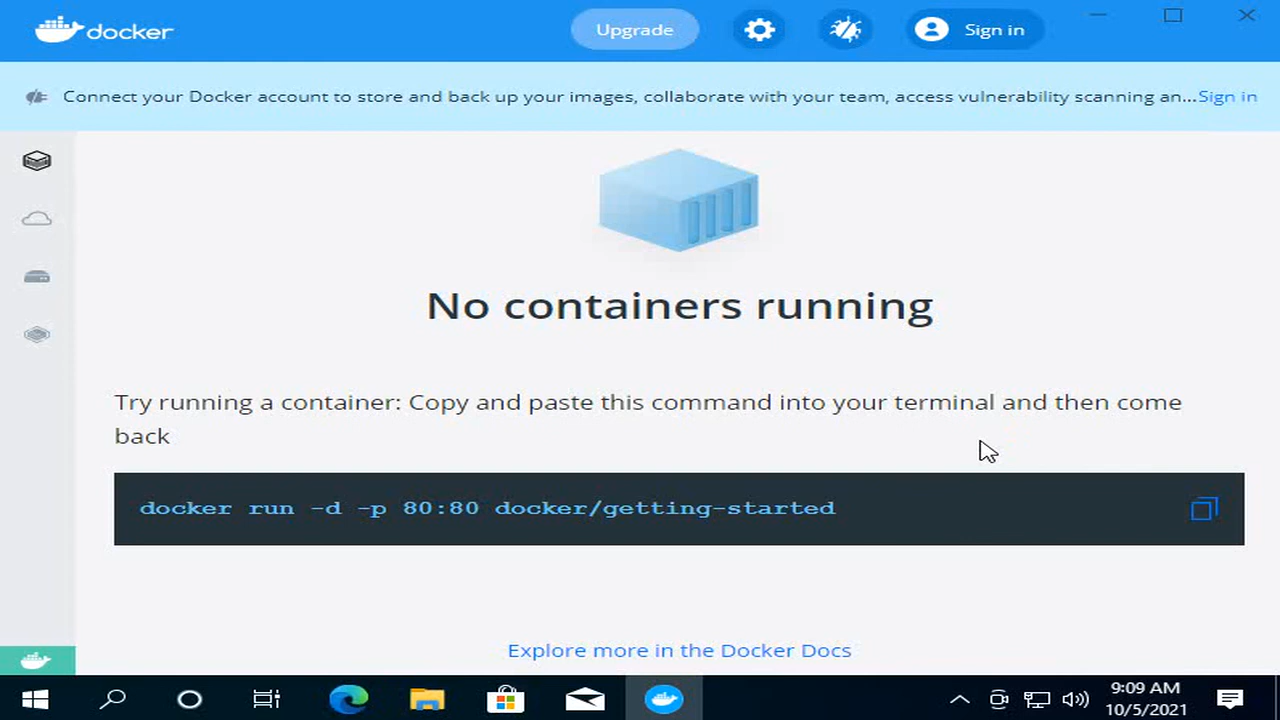 docker
Upgrade
Sign in
Connect your Docker account to store and back up your images, collaborate with your team, access vulnerability scanning an...Sign in
No containers running
Try running a container: Copy and paste this command into your terminal and then come
back
docker run -d -p 80:80 docker/getting-started
Explore more in the Docker Docs
9:09 AM
10/5/2021